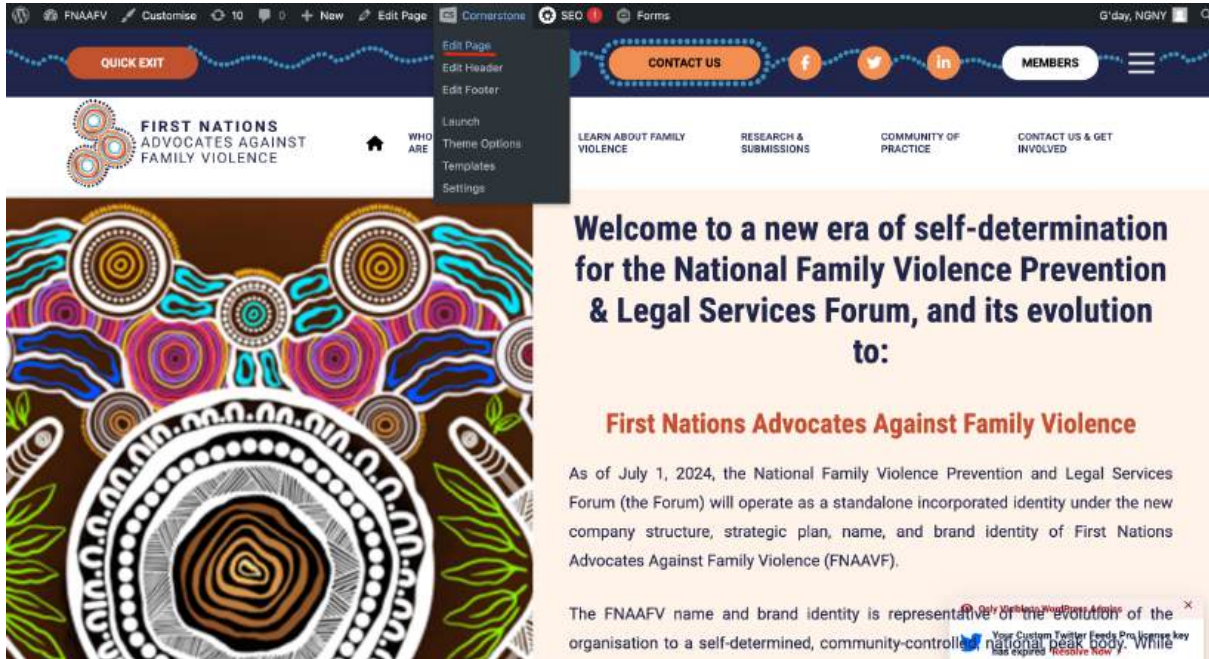 FNAAFV Customise 10 0 + New Edit Page Cornerstone SEO ! Forms G'day, NGNY
Edit Page
Edit Header
Edit Footer
Launch
Theme Options
Templates
Settings
QUICK EXIT
CONTACT US
MEMBERS
FIRST NATIONS
ADVOCATES AGAINST
FAMILY VIOLENCE
WHO
ARE
LEARN ABOUT FAMILY
VIOLENCE
RESEARCH &
SUBMISSIONS
COMMUNITY OF
PRACTICE
CONTACT US & GET
INVOLVED
Welcome to a new era of self-determination
for the National Family Violence Prevention
& Legal Services Forum, and its evolution
to:
First Nations Advocates Against Family Violence
As of July 1, 2024, the National Family Violence Prevention and Legal Services
Forum (the Forum) will operate as a standalone incorporated identity under the new
company structure, strategic plan, name, and brand identity of First Nations
Advocates Against Family Violence (FNAAVF).
The FNAAFV name and brand identity is representative of the evolution of the
organisation to a self-determined, community-controlled, national peak body. While
Only Visible to WordPress Admins
Your Custom Twitter Feeds Pro license key
has expired Resolve Now